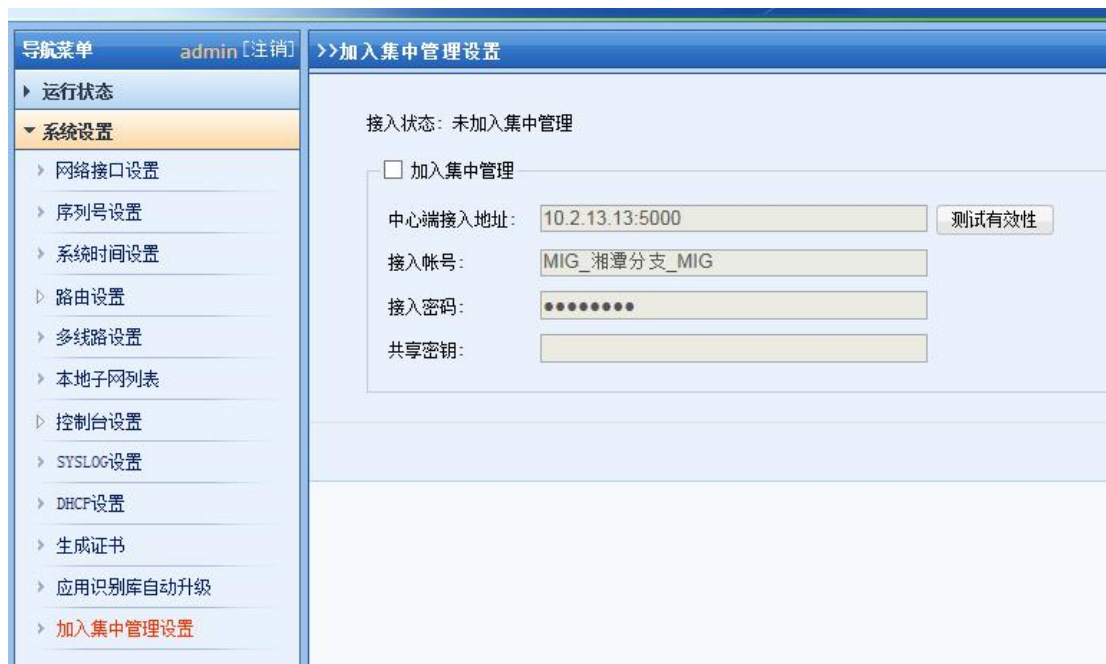 导航菜单 admin [注销]
>>加入集中管理设置
运行状态
系统设置
网络接口设置
序列号设置
系统时间设置
路由设置
多线路设置
本地子网列表
控制台设置
SYSLOG设置
DHCP设置
生成证书
应用识别库自动升级
加入集中管理设置
接入状态: 未加入集中管理
加入集中管理
中心端接入地址: 10.2.13.13:5000 测试有效性
接入帐号: MIG_湘潭分支_MIG
接入密码: ●●●●●●●●
共享密钥: